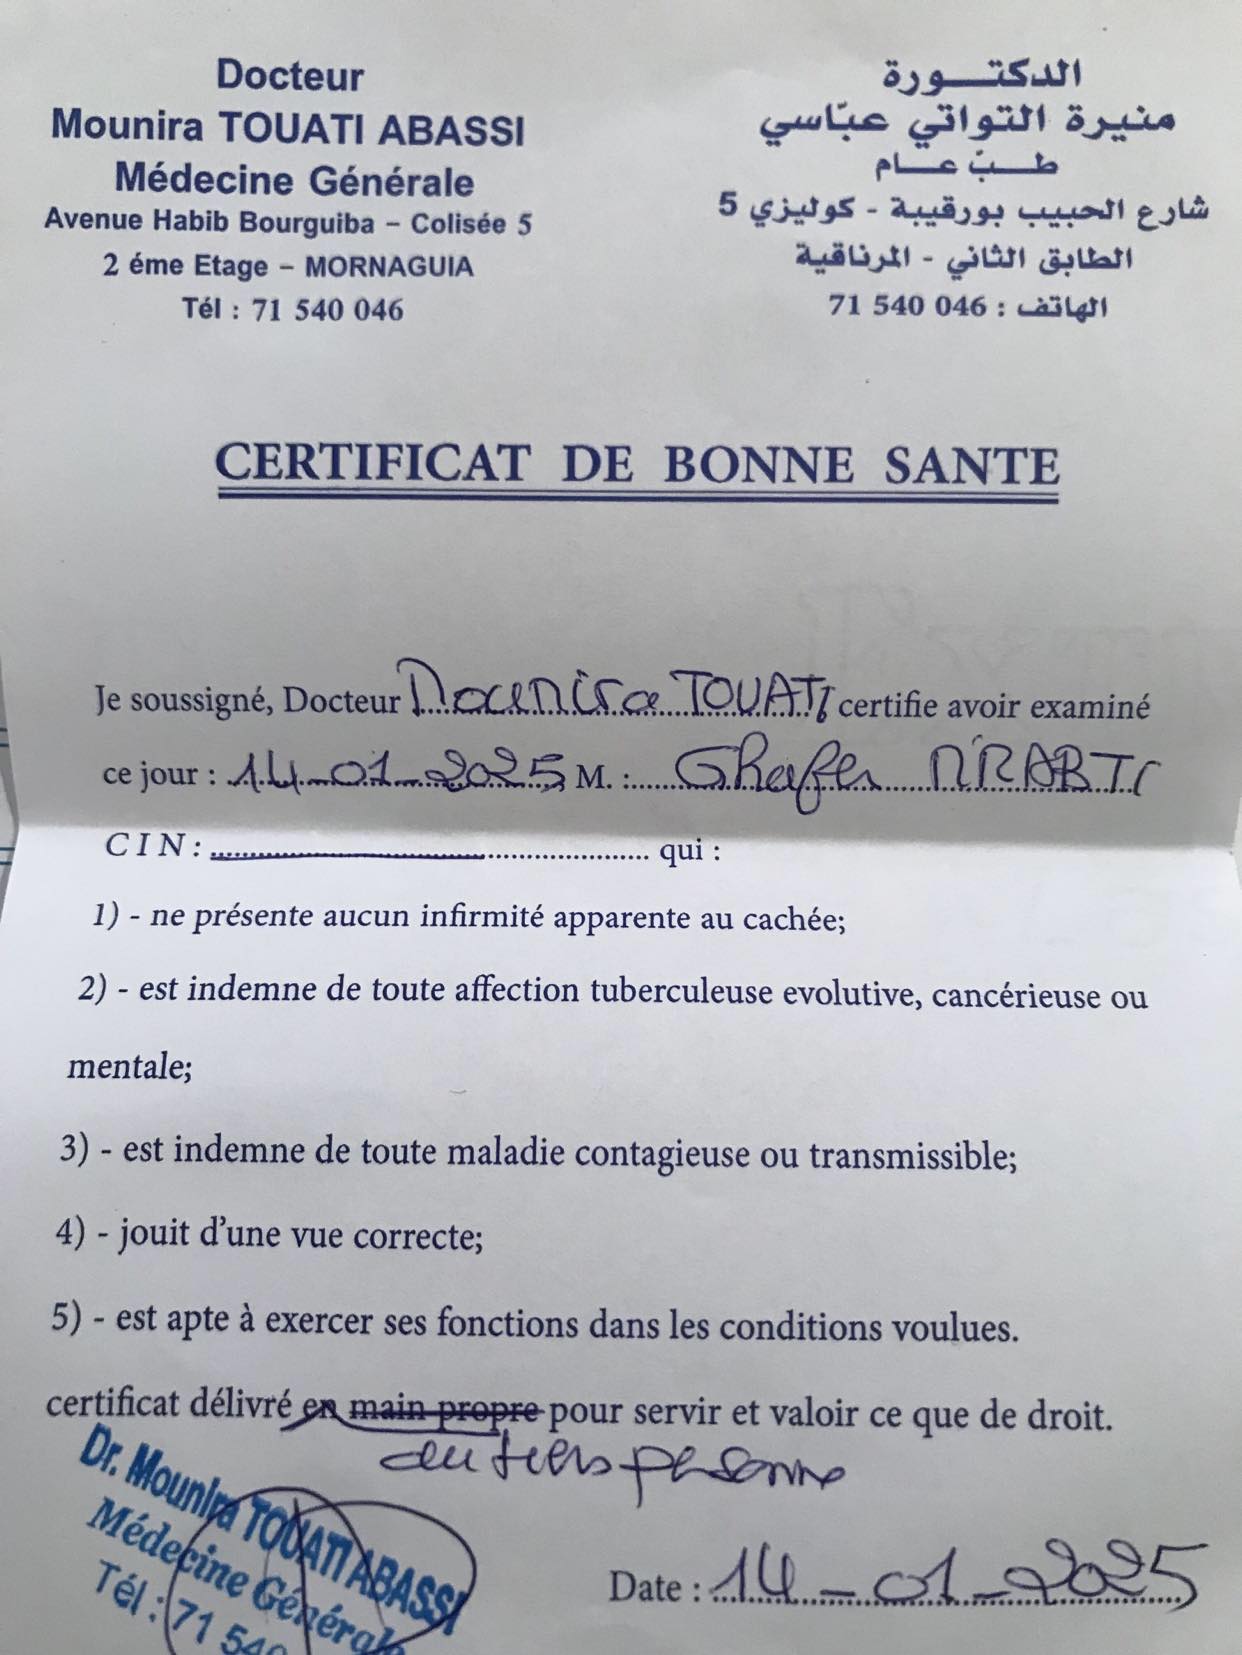 Docteur
Mounira TOUATI ABASSI
Médecine Générale
Avenue Habib Bourguiba – Colisée 5
2 éme Etage – MORNAGUIA
Tél : 71 540 046
الدكتورة
منيرة التواتي عبّاسي
طبّ عام
شارع الحبيب بورقيبة - كوليزي 5
الطابق الثاني - المرناقية
الهاتف : 046 540 71
CERTIFICAT DE BONNE SANTE
Je soussigné, Docteur Mounira TOUATI certifie avoir examiné
ce jour : 14-01-2025 M. : Ghafer MRABTI
CIN: qui :
1) - ne présente aucun infirmité apparente au cachée;
2) - est indemne de toute affection tuberculeuse evolutive, cancérieuse ou
mentale;
3) - est indemne de toute maladie contagieuse ou transmissible;
4) - jouit d'une vue correcte;
5) - est apte à exercer ses fonctions dans les conditions voulues.
certificat délivré en main propre pour servir et valoir ce que de droit.
au tiers personne
Dr. Mounira TOUATI ABASSI
Médecine Générale
Tél : 71 540
Date : 14-01-2025